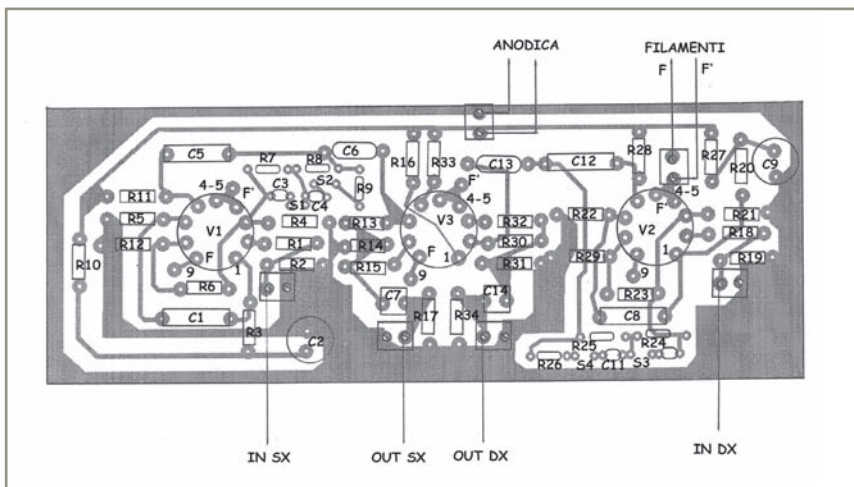 ANODICA
FILAMENTI
F F'
C5
R7
R8
C6
R16
R33
C13
C12
R28
R27
R20
C9
4-5
F'
C3
S2
S1
C4
R9
F'
4-5
F'
R11
R5
R12
V1
R4
R1
R2
R13
R14
R15
V3
R32
R30
R31
R22
R29
V2
R21
R18
R19
R10
F
9
1
R6
F
9
1
9
1
R23
C1
R3
C2
C7
R17
R34
C14
C8
R25
R24
R26
S4
C11
S3
IN SX
OUT SX
OUT DX
IN DX